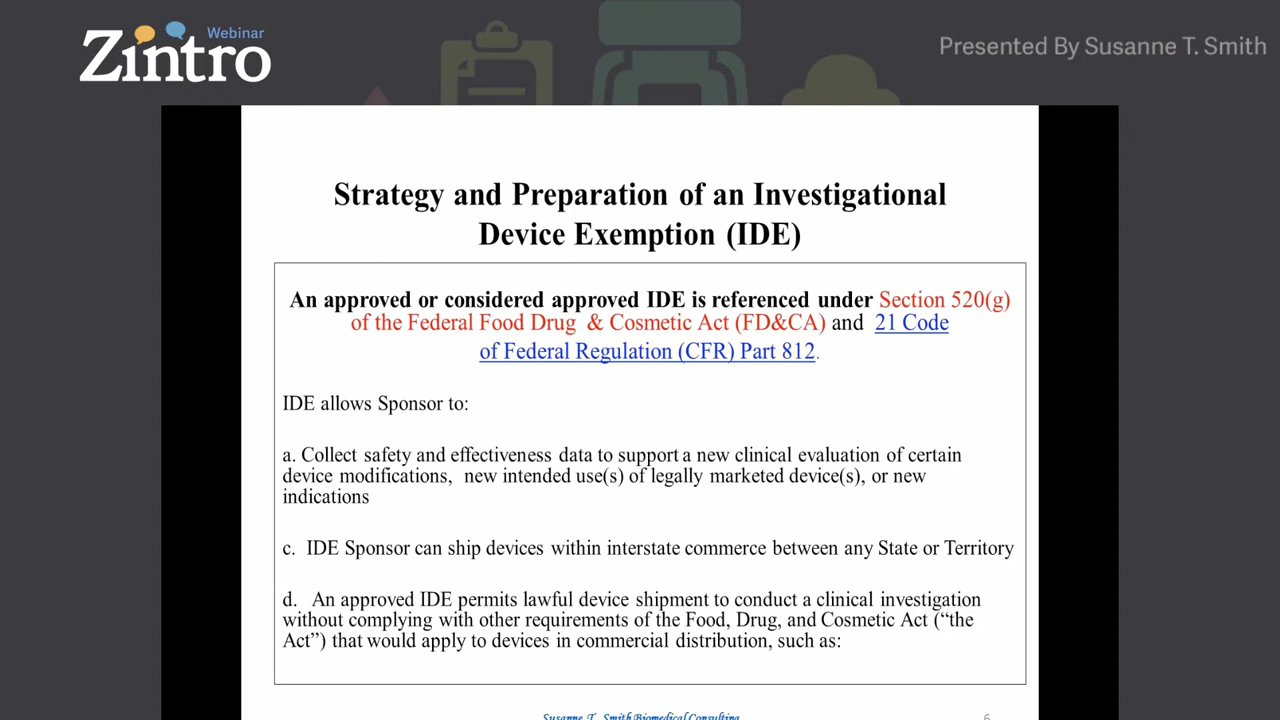 Zintro Webinar
Presented By Susanne T. Smith
Strategy and Preparation of an Investigational
Device Exemption (IDE)
An approved or considered approved IDE is referenced under Section 520(g)
of the Federal Food Drug & Cosmetic Act (FD&CA) and 21 Code
of Federal Regulation (CFR) Part 812.
IDE allows Sponsor to:
a. Collect safety and effectiveness data to support a new clinical evaluation of certain
device modifications, new intended use(s) of legally marketed device(s), or new
indications
c. IDE Sponsor can ship devices within interstate commerce between any State or Territory
d. An approved IDE permits lawful device shipment to conduct a clinical investigation
without complying with other requirements of the Food, Drug, and Cosmetic Act (“the
Act”) that would apply to devices in commercial distribution, such as:
Susanne T. Smith Biomedical Consulting
6